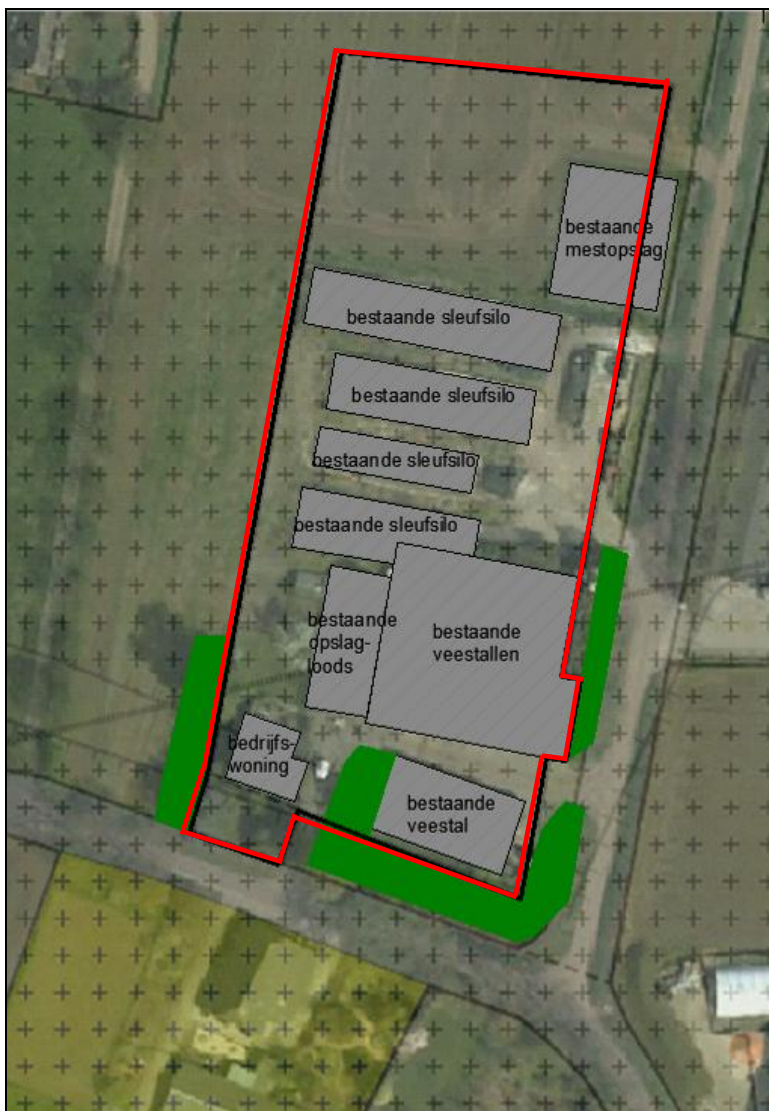 bestaande
mestopslag
bestaande sleufsilo
bestaande sleufsilo
bestaande sleufsilo
bestaande sleufsilo
bestaande
opslag-
loods
bestaande
veestallen
bedrijfs-
woning
bestaande
veestal